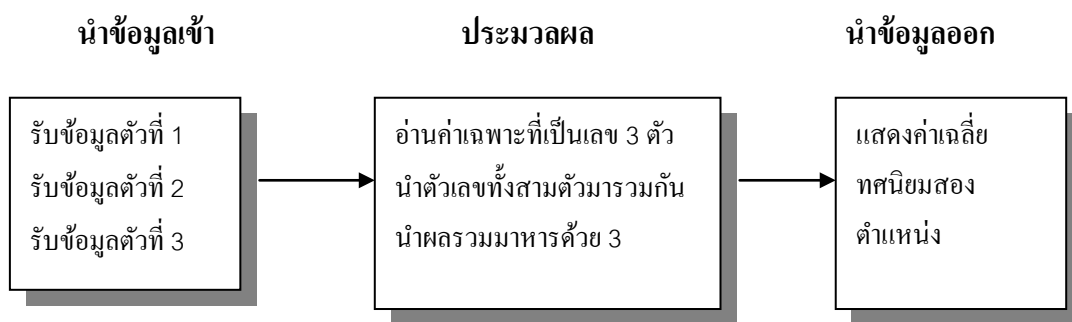 นำข้อมูลเข้า
ประมวลผล
นำข้อมูลออก
รับข้อมูลตัวที่ 1
รับข้อมูลตัวที่ 2
รับข้อมูลตัวที่ 3
อ่านค่าเฉพาะที่เป็นเลข 3 ตัว
นำตัวเลขทั้งสามตัวมารวมกัน
นำผลรวมมาหารด้วย 3
แสดงค่าเฉลี่ย
ทศนิยมสอง
ตำแหน่ง